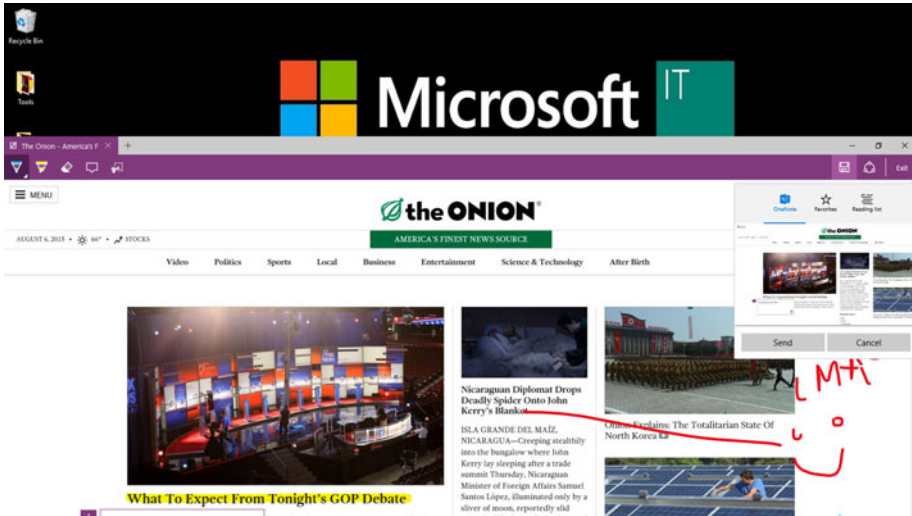 Recycle Bin
Tools
Microsoft IT
The Onion - America's F
Exit
MENU
the ONION
AUGUST 6, 2015 • 66° • STOCKS
AMERICA'S FINEST NEWS SOURCE
Video Politics Sports Local Business Entertainment Science & Technology After Birth
OneNote Favorites Reading list
the ONION
Send Cancel
What To Expect From Tonight's GOP Debate
Nicaraguan Diplomat Drops
Deadly Spider Onto John
Kerry's Blanket
ISLA GRANDE DEL MAÍZ,
NICARAGUA—Creeping stealthily
into the bungalow where John
Kerry lay sleeping after a trade
summit Thursday, Nicaraguan
Minister of Foreign Affairs Samuel
Santos López, illuminated only by a
sliver of moon, reportedly slid
Onion Explains: The Totalitarian State Of
North Korea
1